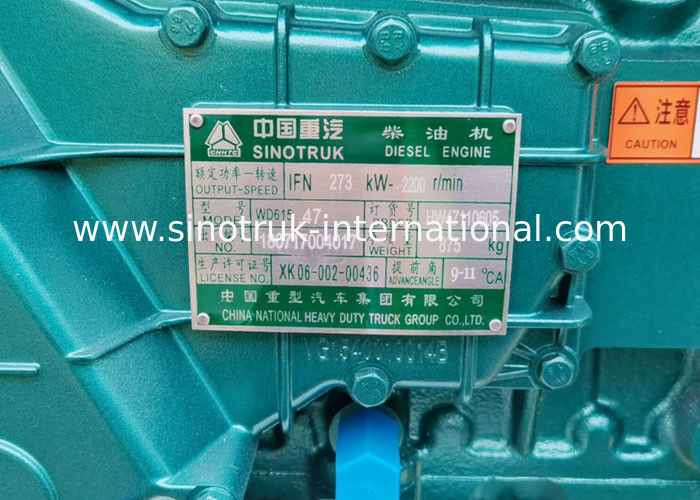 中国重汽 柴油机
CNHTC SINOTRUK DIESEL ENGINE
额定功率一转速
OUTPUT-SPEED IFN 273 kW- 2200 r/min
型号
MODEL WD615.47 HW47110605
www.sinotruk-international.com
NO. 180717004017 WEIGHT 875 kg
生产许可证号
LICENSE NO. XK06-002-00436 提前角
ADVANCEANGLE 9-11 °CA
中国重型汽车集团有限公司
CHINA NATIONAL HEAVY DUTY TRUCK GROUP CO.,LTD.
注意
CAUTION